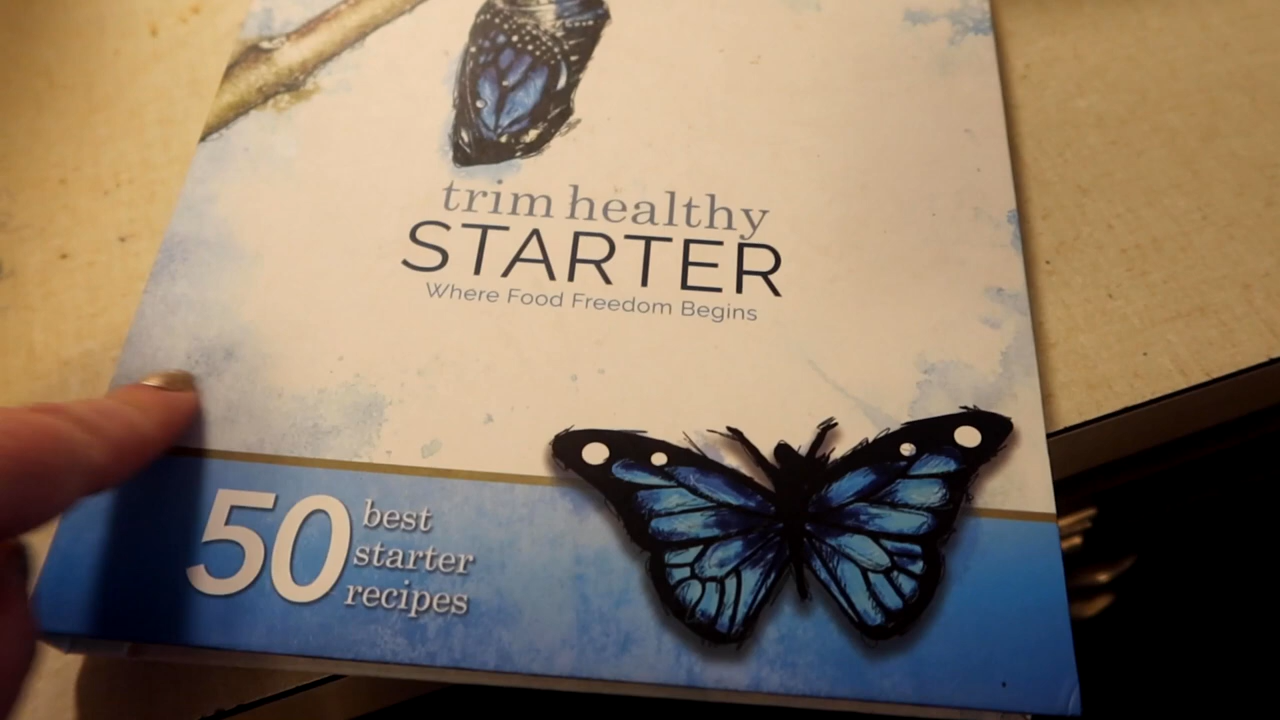 trim healthy
STARTER
Where Food Freedom Begins
50
best
starter
recipes